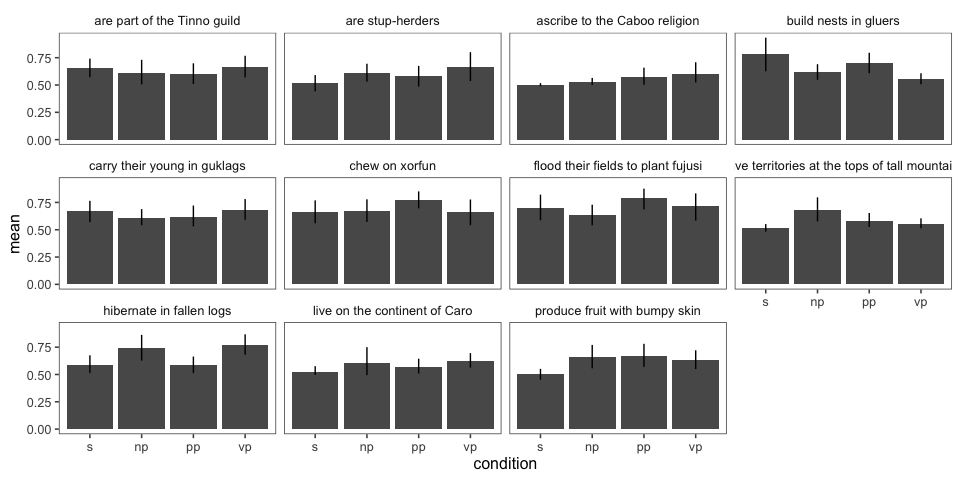 are part of the Tinno guild
are stup-herders
ascribe to the Caboo religion
build nests in gluers
0.75
0.50
0.25
0.00
carry their young in guklags
chew on xorfun
flood their fields to plant fujusi
ve territories at the tops of tall mountai
0.75
0.50
0.25
0.00
mean
s np pp vp
hibernate in fallen logs
live on the continent of Caro
produce fruit with bumpy skin
0.75
0.50
0.25
0.00
s np pp vp
s np pp vp
s np pp vp
condition